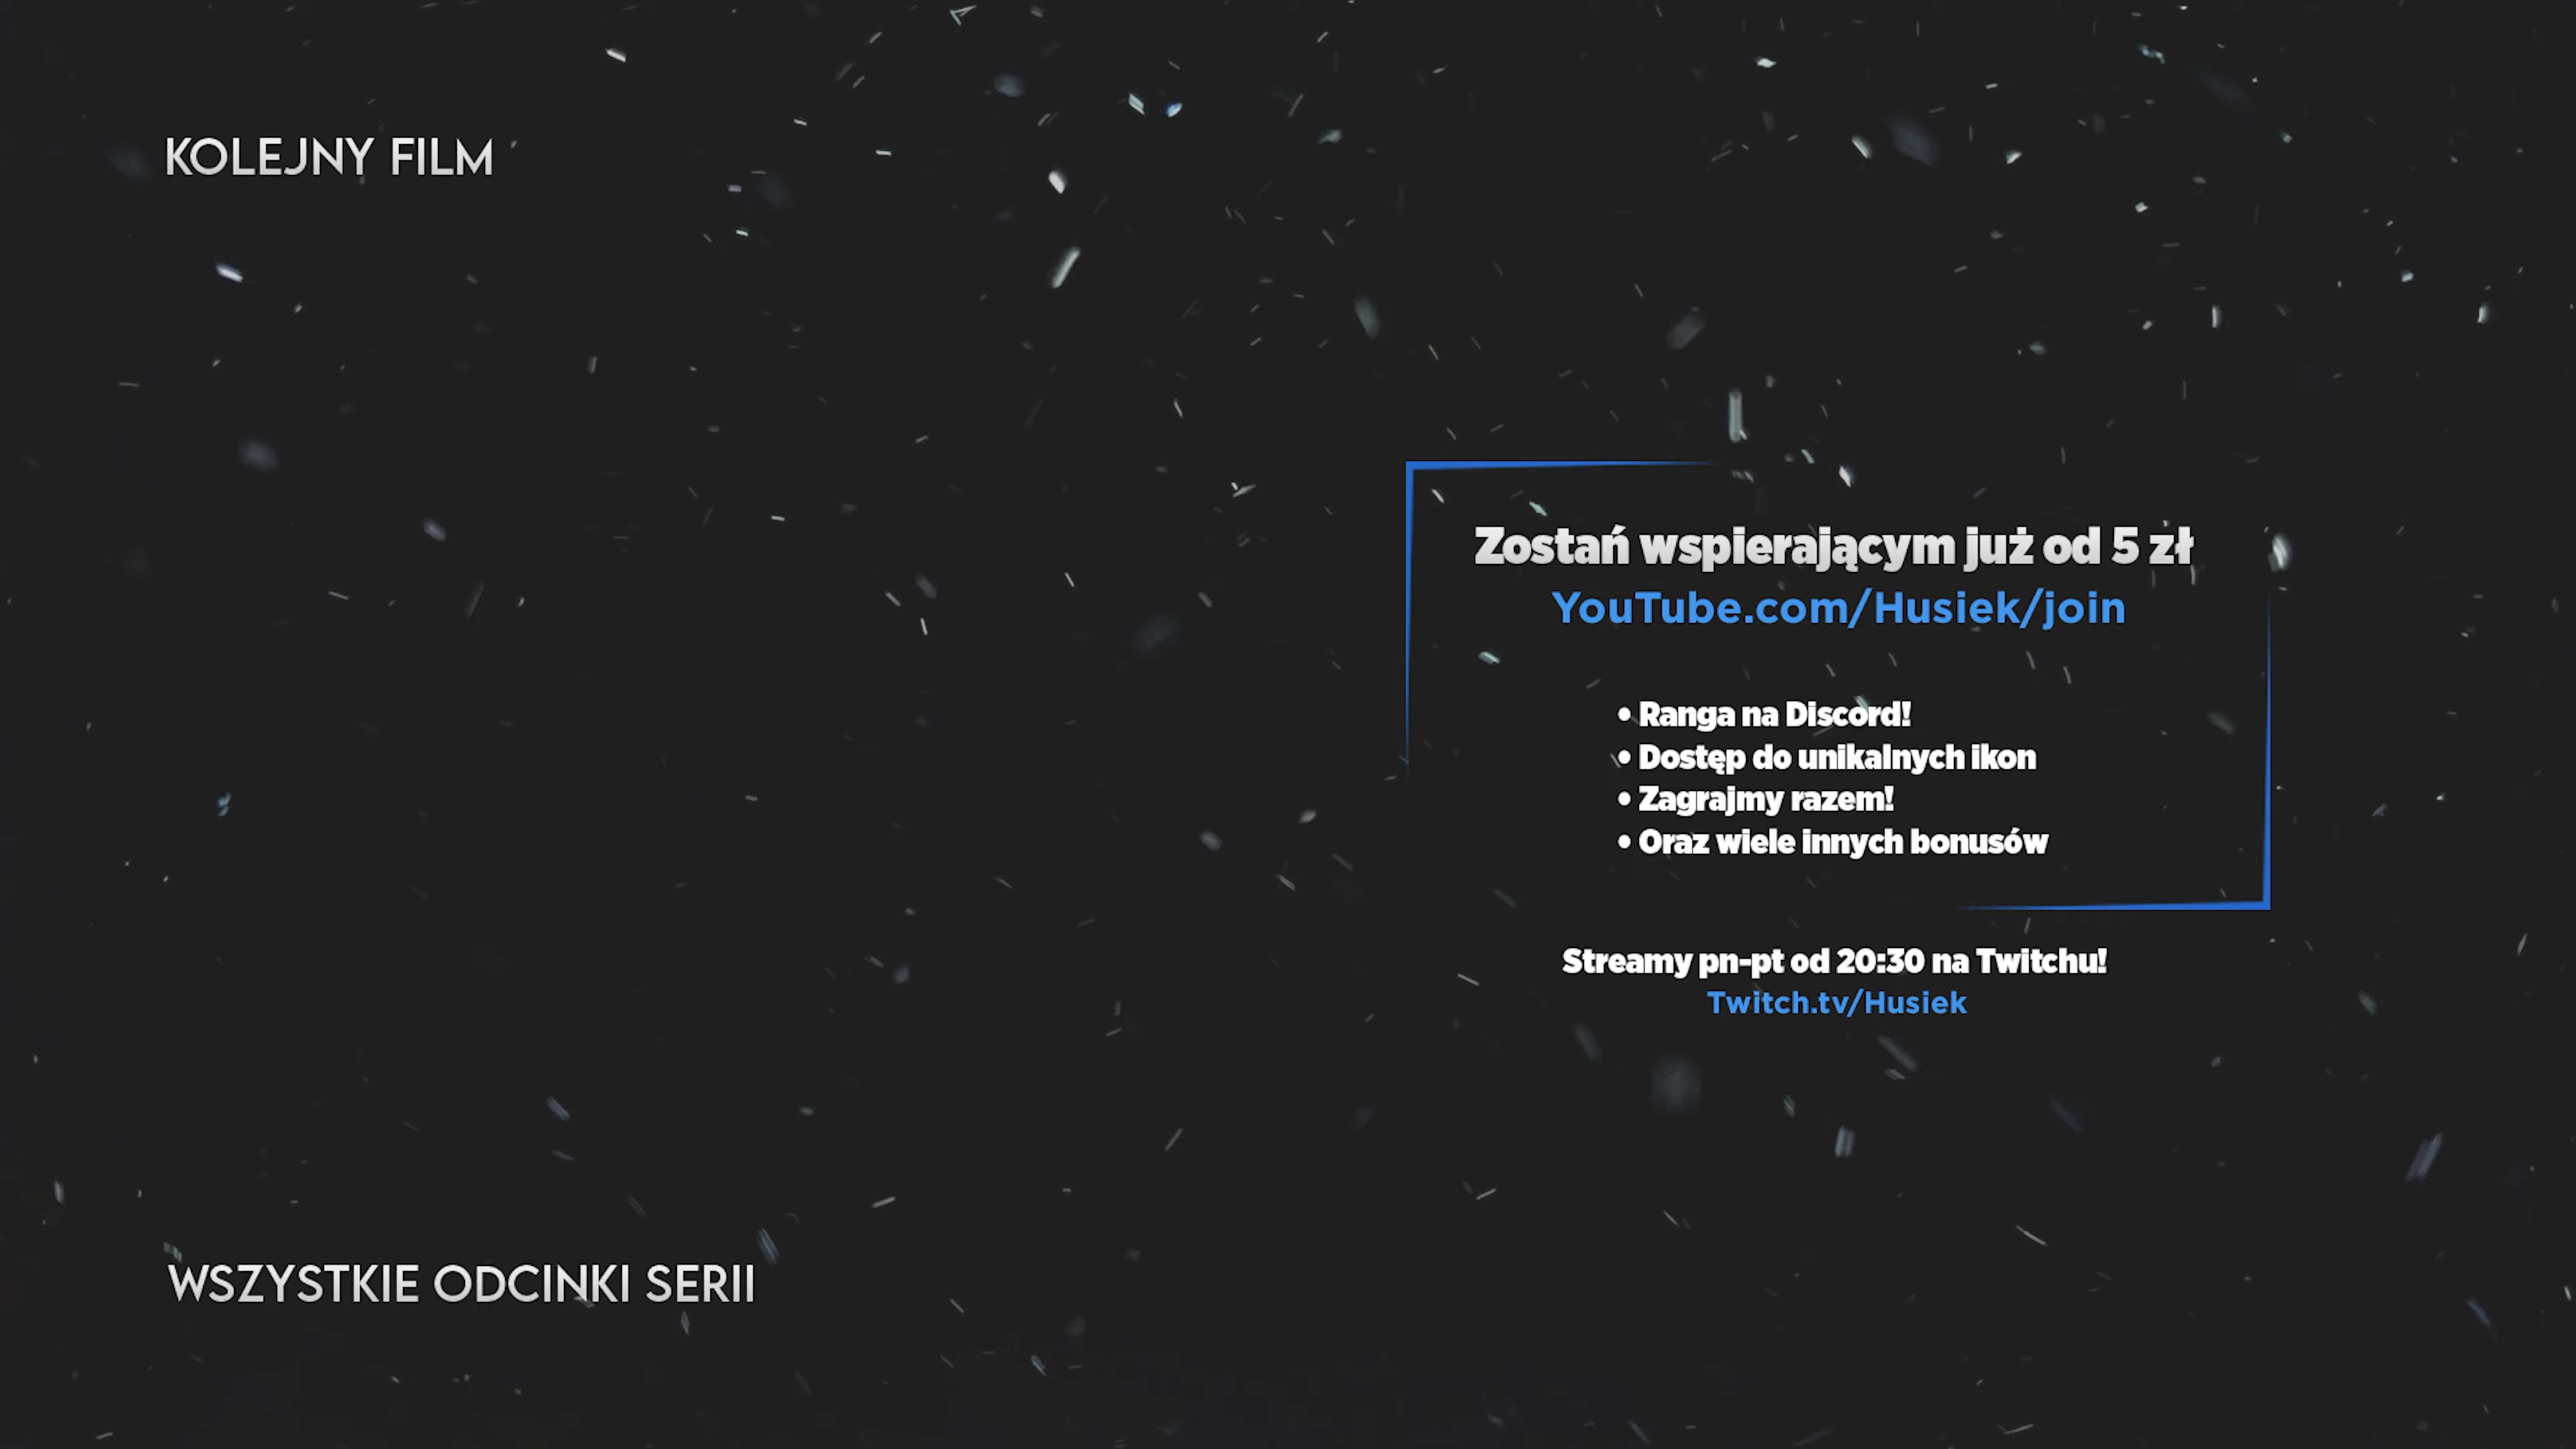 KOLEJNY FILM
Zostań wspierającym już od 5 zł
YouTube.com/Husiek/join
• Ranga na Discord!
• Dostęp do unikalnych ikon
• Zagrajmy razem!
• Oraz wiele innych bonusów
Streamy pn-pt od 20:30 na Twitchu!
Twitch.tv/Husiek
WSZYSTKIE ODCINKI SERII